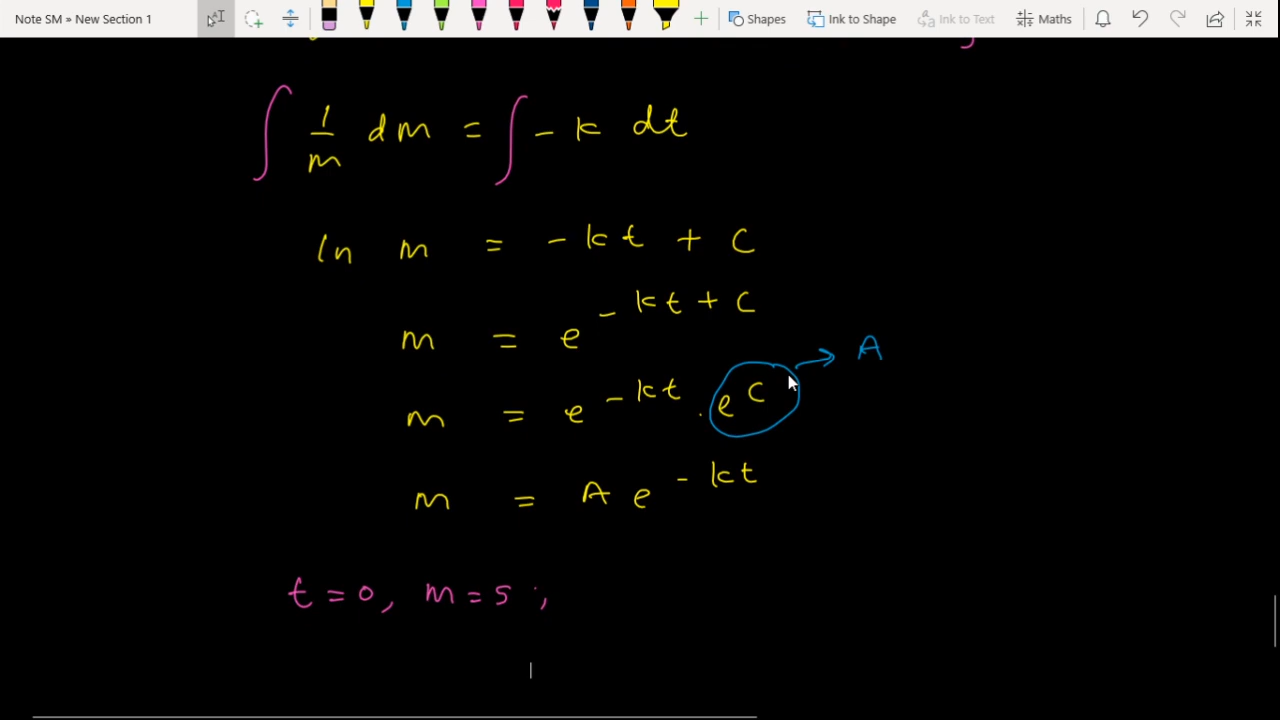 Note SM » New Section 1 Shapes Ink to Shape Ink to Text Maths
∫ 1/m dm = ∫ -k dt
ln m = -kt + C
m = e^{-kt + C}
m = e^{-kt} . e^C → A
m = A e^{-kt}
t=0, m=5 ;